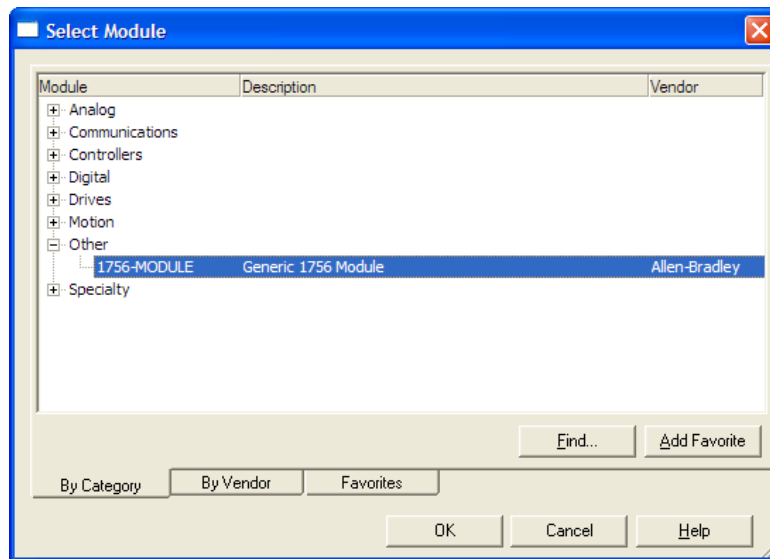 Select Module
Module Description Vendor
Analog
Communications
Controllers
Digital
Drives
Motion
Other
1756-MODULE Generic 1756 Module Allen-Bradley
Specialty
Find... Add Favorite
By Category By Vendor Favorites
OK Cancel Help